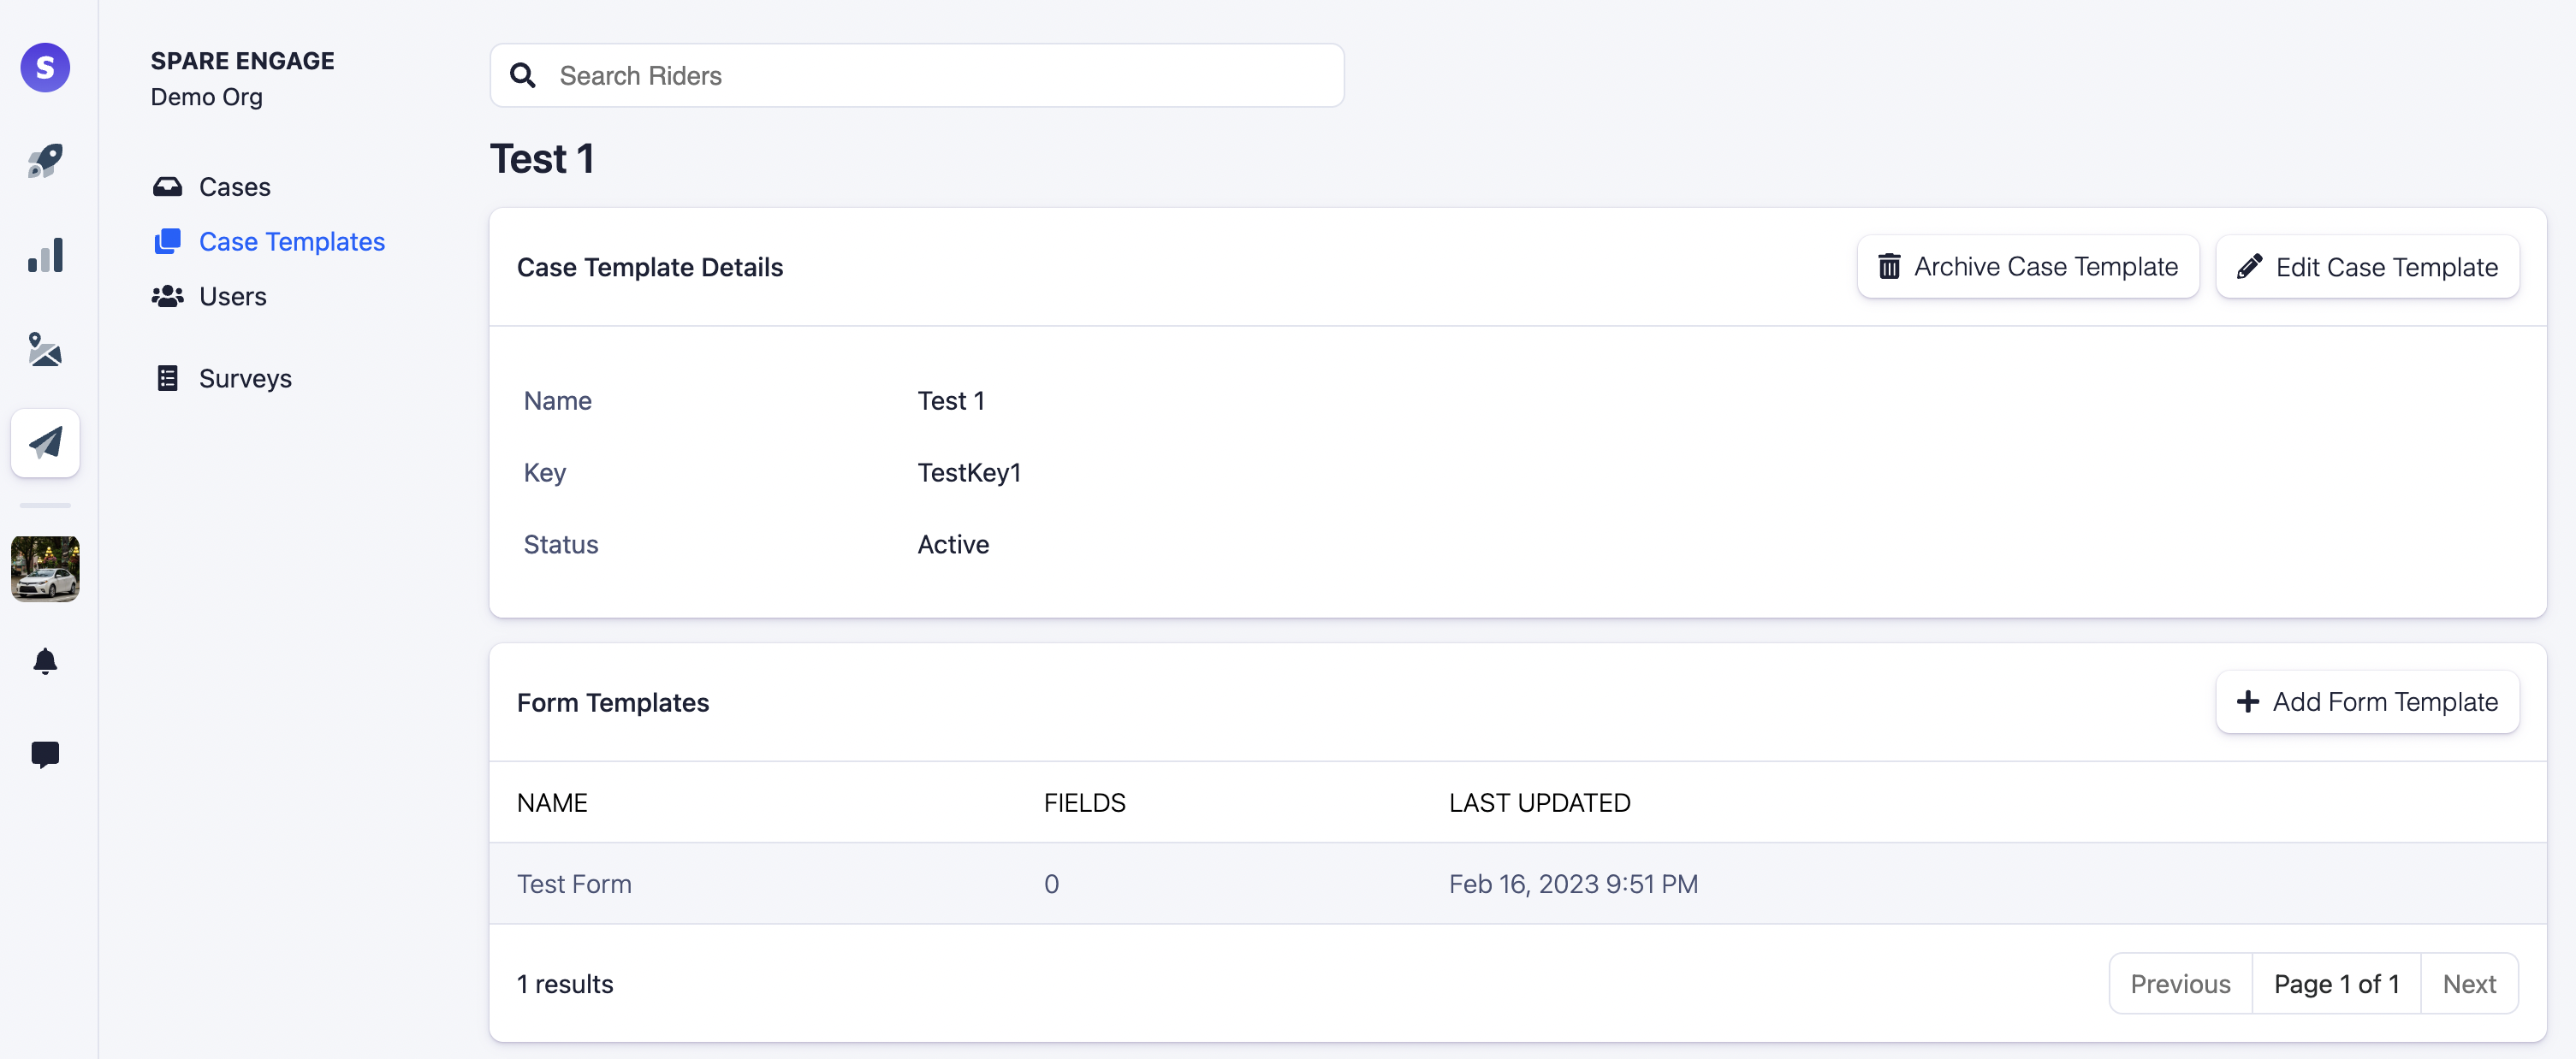 S
SPARE ENGAGE
Demo Org
Cases
Case Templates
Users
Surveys
Search Riders
Test 1
Case Template Details
Archive Case Template
Edit Case Template
Name Test 1
Key TestKey1
Status Active
Form Templates
Add Form Template
NAME FIELDS LAST UPDATED
Test Form 0 Feb 16, 2023 9:51 PM
1 results
Previous Page 1 of 1 Next